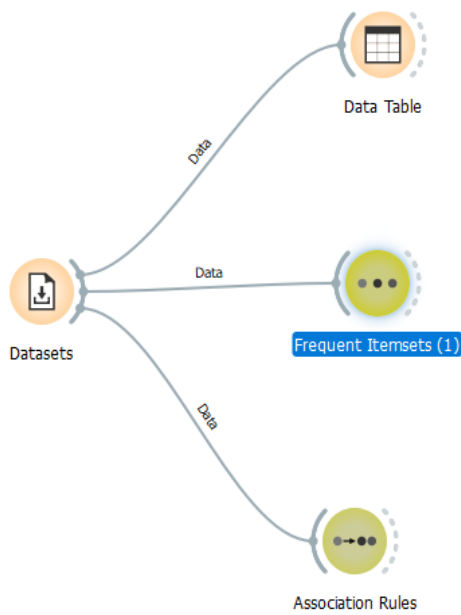 Data Table
Data
Data
Datasets
Frequent Itemsets (1)
Data
Association Rules